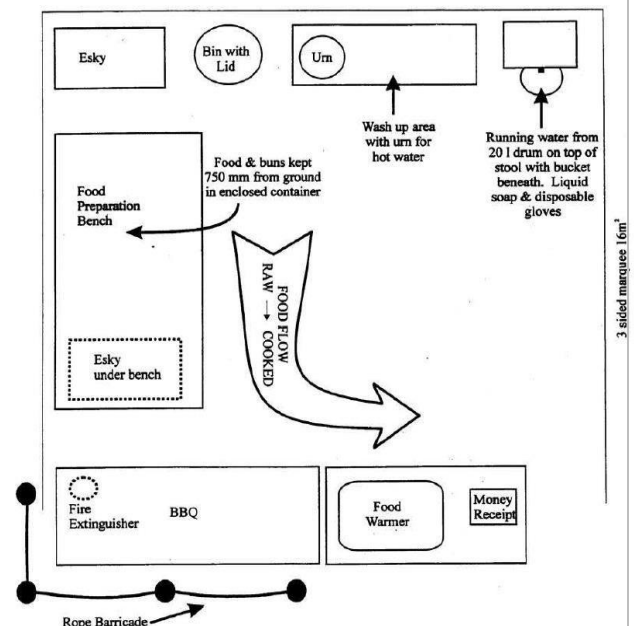 Esky
Bin with
Lid
Urn
Wash up area
with urn for
hot water
Running water from
20 l drum on top of
stool with bucket
beneath. Liquid
soap & disposable
gloves
Food & buns kept
750 mm from ground
in enclosed container
Food
Preparation
Bench
FOOD FLOW
RAW → COOKED
3 sided marquee 16m²
Esky
under bench
Fire
Extinguisher
BBQ
Food
Warmer
Money
Receipt
Rope Barricade